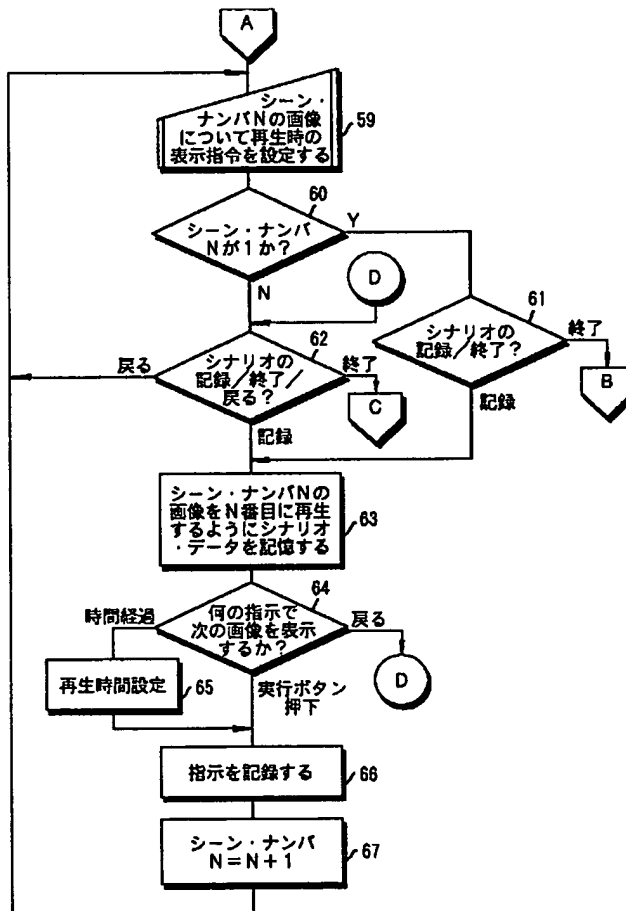 A
シーン・
ナンバNの画像
について再生時の
表示指令を設定する
59
60
シーン・ナンバ
Nが1か?
Y
N
D
61
シナリオの
記録/終了?
終了
B
記録
62
シナリオの
記録/終了/
戻る?
戻る
終了
C
記録
シーン・ナンバNの
画像をN番目に再生
するようにシナリオ
・データを記憶する
63
64
何の指示で
次の画像を表示
するか?
時間経過
戻る
D
再生時間設定
65
実行ボタン
押下
指示を記録する
66
シーン・ナンバ
N=N+1
67